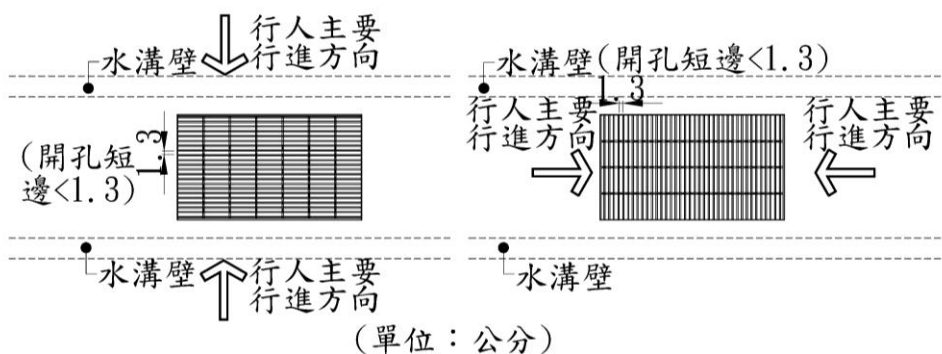 行人主要
行進方向
水溝壁
1.3
(開孔短
邊<1.3)
水溝壁
行人主要
行進方向
水溝壁(開孔短邊<1.3)
1.3
行人主要
行進方向
行人主要
行進方向
水溝壁
(單位：公分)